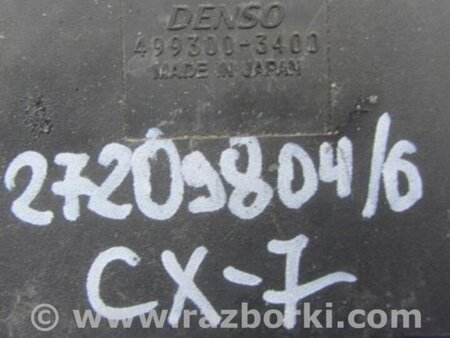 DENSO
499300-3400
MADE IN JAPAN
27209804/6
CX-7
© www.razborki.com